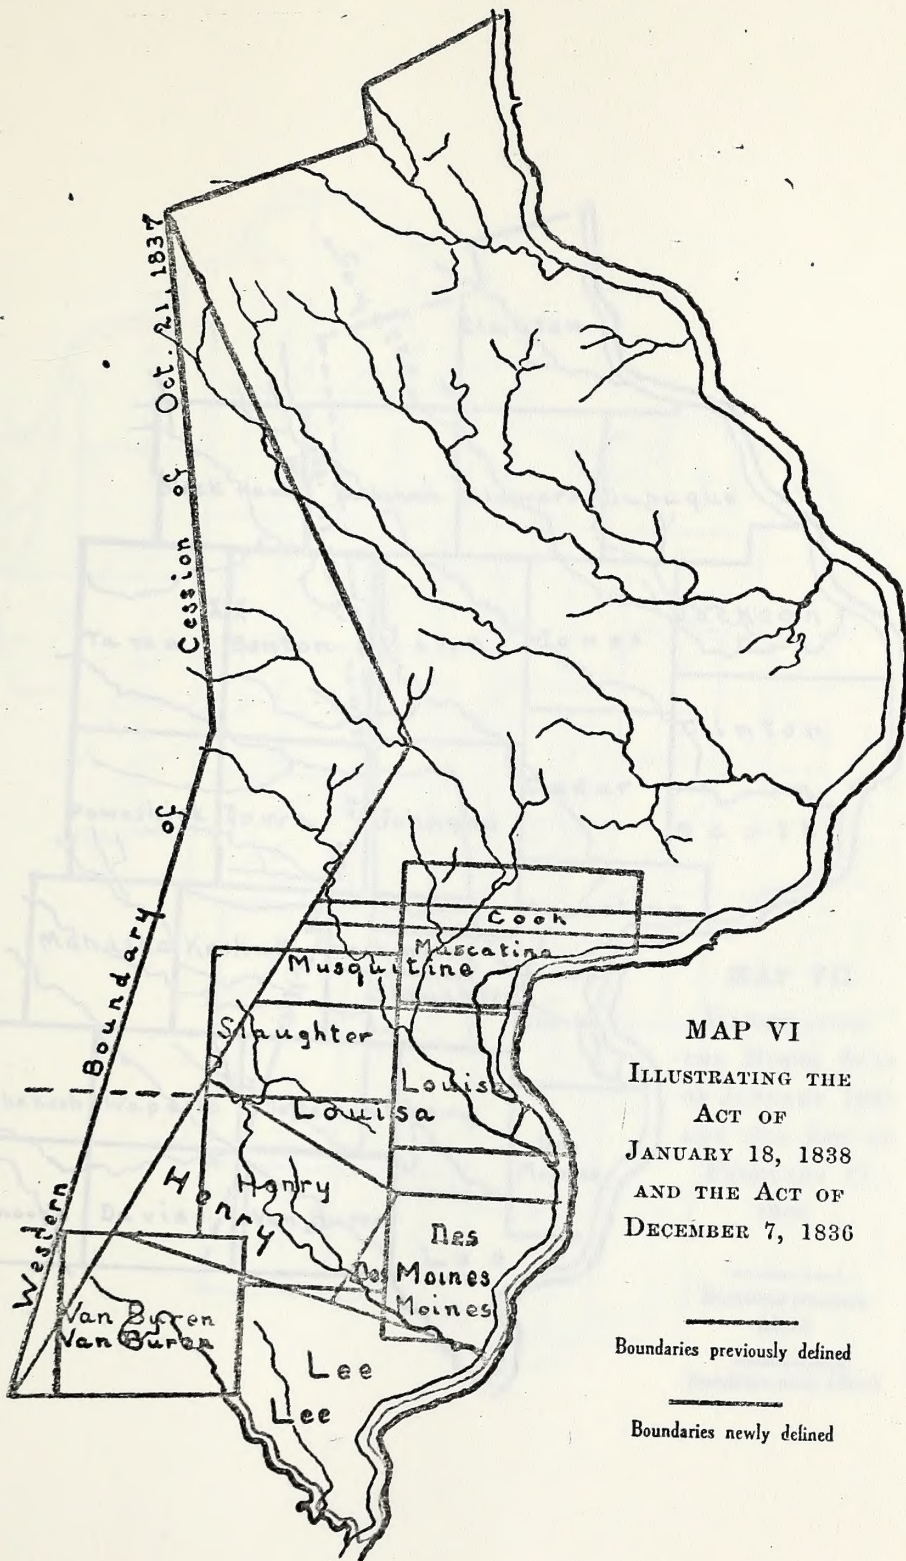 Western Boundary of Cession of Oct. 21, 1837
Cook
Muscatine
Musquitine
Slaughter
Louisa
Louisa
Henry
Henry
Des
Des Moines
Moines
Van Buren
Van Buren
Lee
Lee
MAP VI
ILLUSTRATING THE
ACT OF
JANUARY 18, 1838
AND THE ACT OF
DECEMBER 7, 1836
Boundaries previously defined
Boundaries newly defined